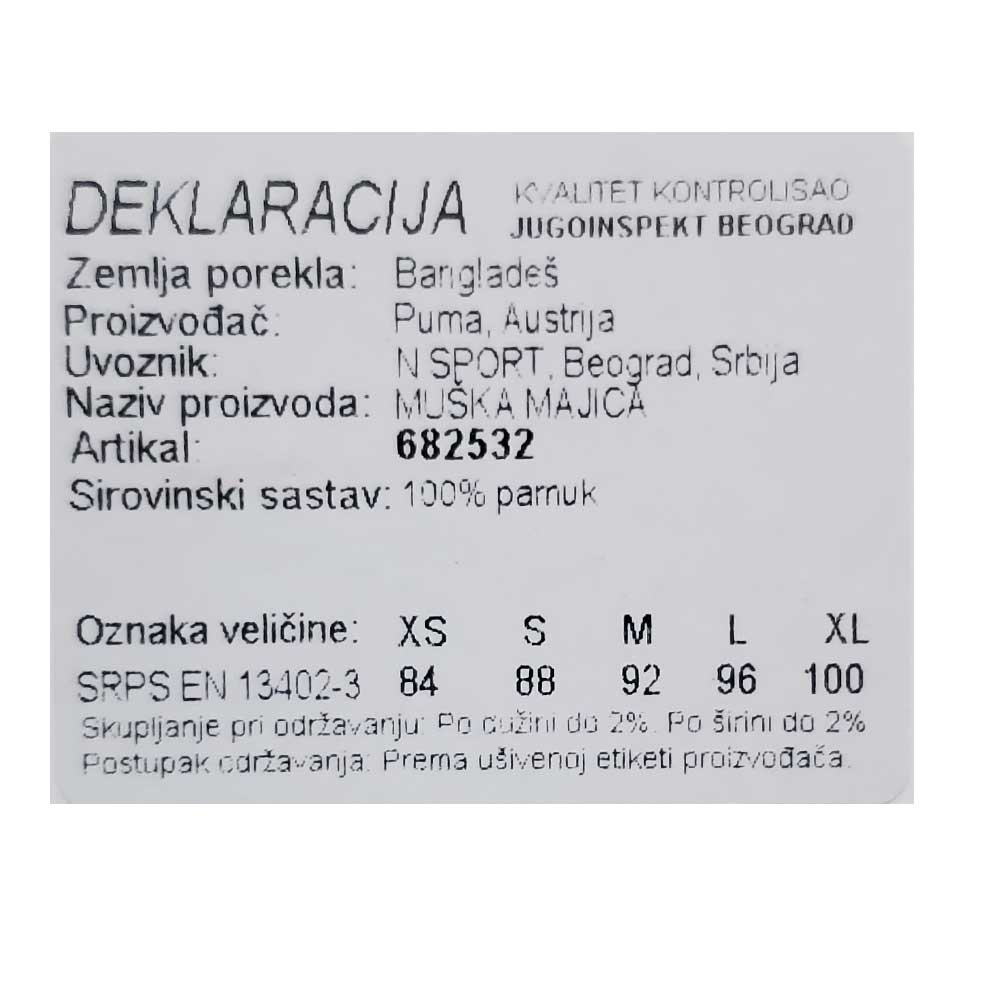 DEKLARACIJA
KVALITET KONTROLISAO
JUGOINSPEKT BEOGRAD
Zemlja porekla: Bangladeš
Proizvođač: Puma, Austrija
Uvoznik: N SPORT, Beograd, Srbija
Naziv proizvoda: MUŠKA MAJICA
Artikal: 682532
Sirovinski sastav: 100% pamuk
Oznaka veličine: XS S M L XL
SRPS EN 13402-3 84 88 92 96 100
Skupljanje pri održavanju: Po dužini do 2%. Po širini do 2%
Postupak održavanja: Prema ušivenoj etiketi proizvođača.